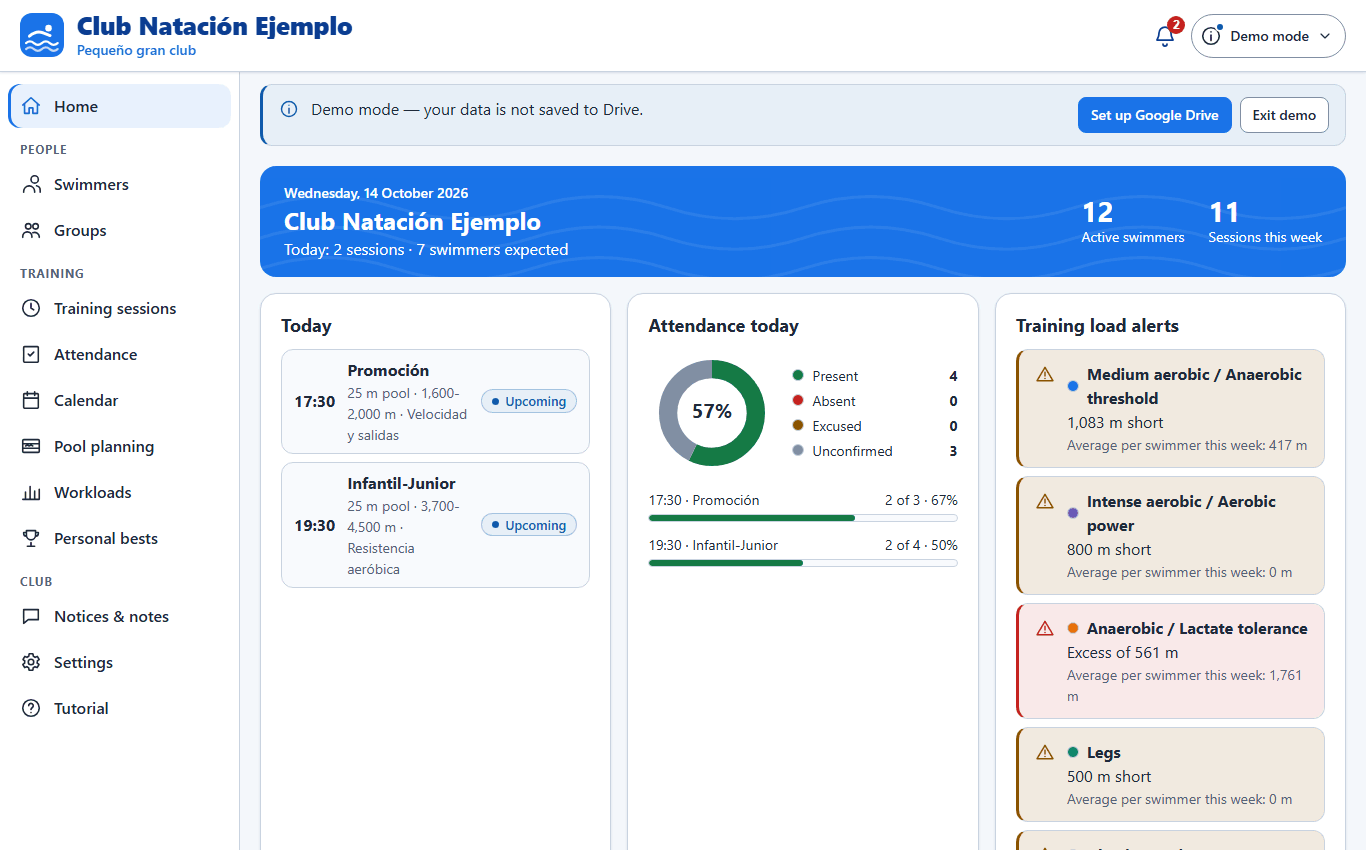 Club Natación Ejemplo
Pequeño gran club
2
Demo mode
Home
PEOPLE
Swimmers
Groups
TRAINING
Training sessions
Attendance
Calendar
Pool planning
Workloads
Personal bests
CLUB
Notices & notes
Settings
Tutorial
Demo mode — your data is not saved to Drive.
Set up Google Drive
Exit demo
Wednesday, 14 October 2026
Club Natación Ejemplo
Today: 2 sessions · 7 swimmers expected
12
Active swimmers
11
Sessions this week
Today
17:30
Promoción
25 m pool · 1,600-
2,000 m · Velocidad
y salidas
Upcoming
19:30
Infantil-Junior
25 m pool · 3,700-
4,500 m ·
Resistencia
aeróbica
Upcoming
Attendance today
57%
Present 4
Absent 0
Excused 0
Unconfirmed 3
17:30 · Promoción 2 of 3 · 67%
19:30 · Infantil-Junior 2 of 4 · 50%
Training load alerts
Medium aerobic / Anaerobic
threshold
1,083 m short
Average per swimmer this week: 417 m
Intense aerobic / Aerobic
power
800 m short
Average per swimmer this week: 0 m
Anaerobic / Lactate tolerance
Excess of 561 m
Average per swimmer this week: 1,761
m
Legs
500 m short
Average per swimmer this week: 0 m